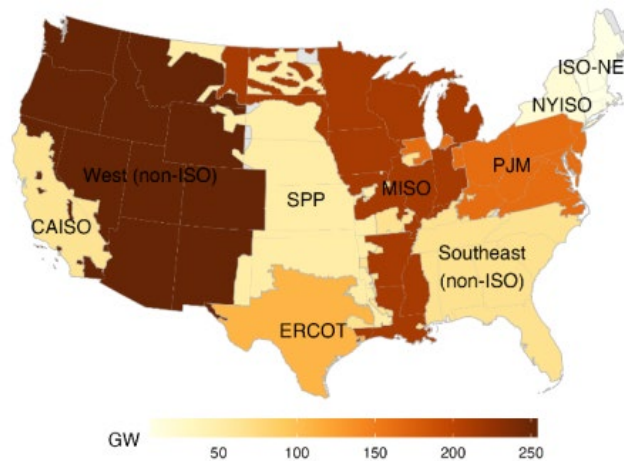 ISO-NE
NYISO
PJM
West (non-ISO)
MISO
SPP
CAISO
Southeast
(non-ISO)
ERCOT
GW
50 100 150 200 250